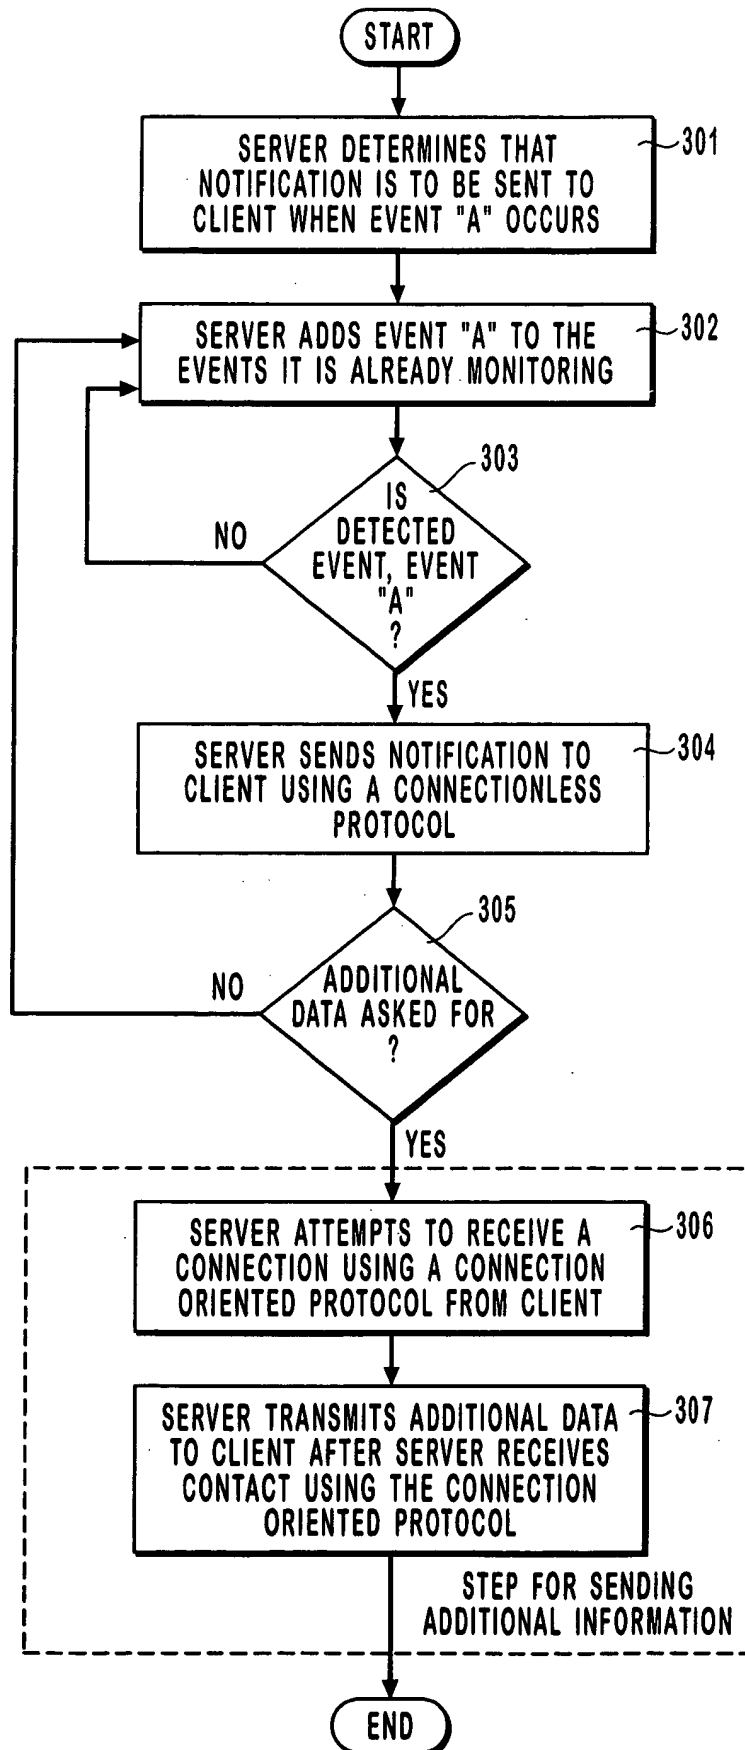 START
SERVER DETERMINES THAT
NOTIFICATION IS TO BE SENT TO
CLIENT WHEN EVENT "A" OCCURS
301
SERVER ADDS EVENT "A" TO THE
EVENTS IT IS ALREADY MONITORING
302
303
IS
DETECTED
EVENT, EVENT
"A"
?
NO
YES
SERVER SENDS NOTIFICATION TO
CLIENT USING A CONNECTIONLESS
PROTOCOL
304
305
ADDITIONAL
DATA ASKED FOR
?
NO
YES
SERVER ATTEMPTS TO RECEIVE A
CONNECTION USING A CONNECTION
ORIENTED PROTOCOL FROM CLIENT
306
SERVER TRANSMITS ADDITIONAL DATA
TO CLIENT AFTER SERVER RECEIVES
CONTACT USING THE CONNECTION
ORIENTED PROTOCOL
307
STEP FOR SENDING
ADDITIONAL INFORMATION
END